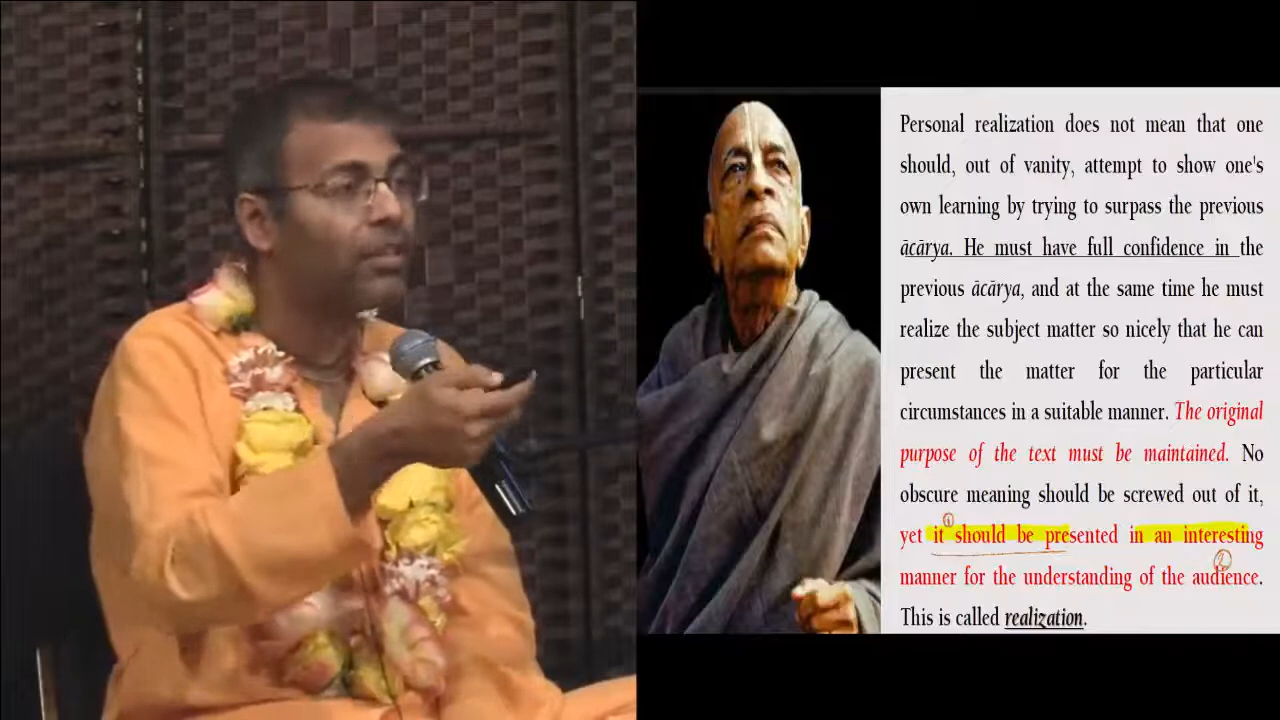 Personal realization does not mean that one
should, out of vanity, attempt to show one's
own learning by trying to surpass the previous
ācārya. He must have full confidence in the
previous ācārya, and at the same time he must
realize the subject matter so nicely that he can
present the matter for the particular
circumstances in a suitable manner. The original
purpose of the text must be maintained. No
obscure meaning should be screwed out of it,
yet it should be presented in an interesting
manner for the understanding of the audience.
This is called realization.